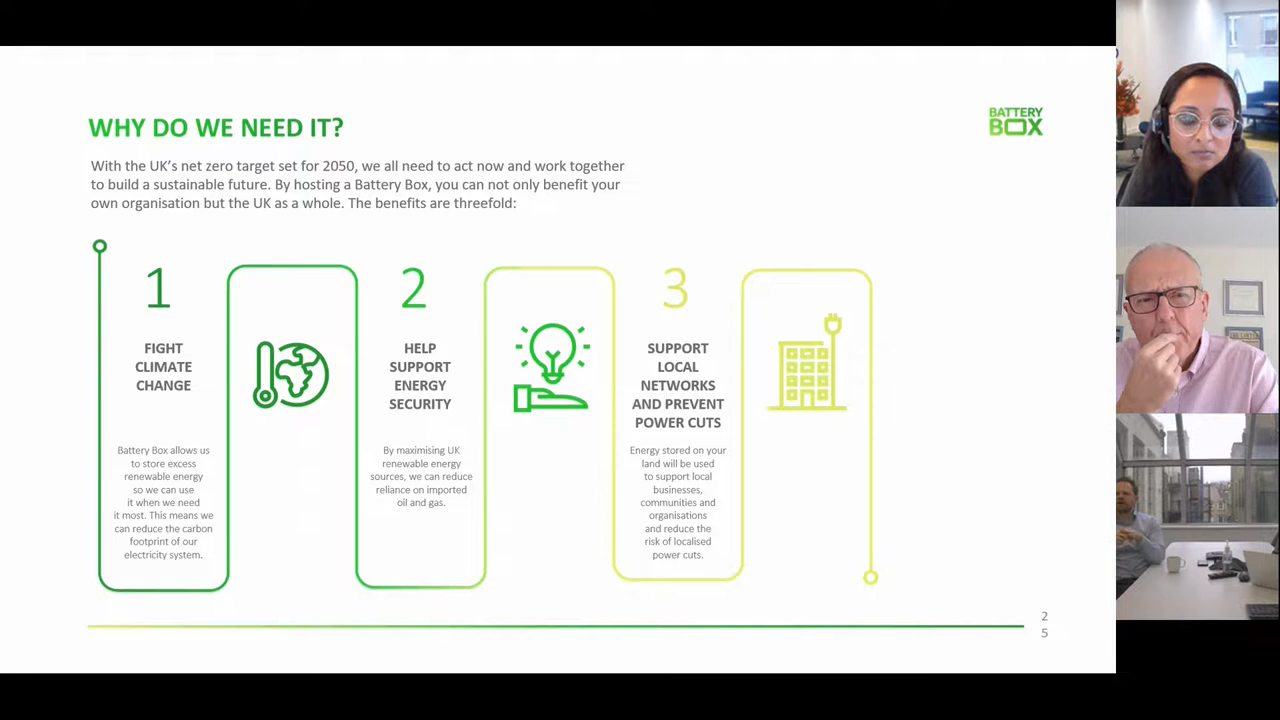 WHY DO WE NEED IT?
BATTERY
BOX
With the UK's net zero target set for 2050, we all need to act now and work together
to build a sustainable future. By hosting a Battery Box, you can not only benefit your
own organisation but the UK as a whole. The benefits are threefold:
1
FIGHT
CLIMATE
CHANGE
Battery Box allows us
to store excess
renewable energy
so we can use
it when we need
it most. This means we
can reduce the carbon
footprint of our
electricity system.
2
HELP
SUPPORT
ENERGY
SECURITY
By maximising UK
renewable energy
sources, we can reduce
reliance on imported
oil and gas.
3
SUPPORT
LOCAL
NETWORKS
AND PREVENT
POWER CUTS
Energy stored on your
land will be used
to support local
businesses,
communities and
organisations
and reduce the
risk of localised
power cuts.
2
5